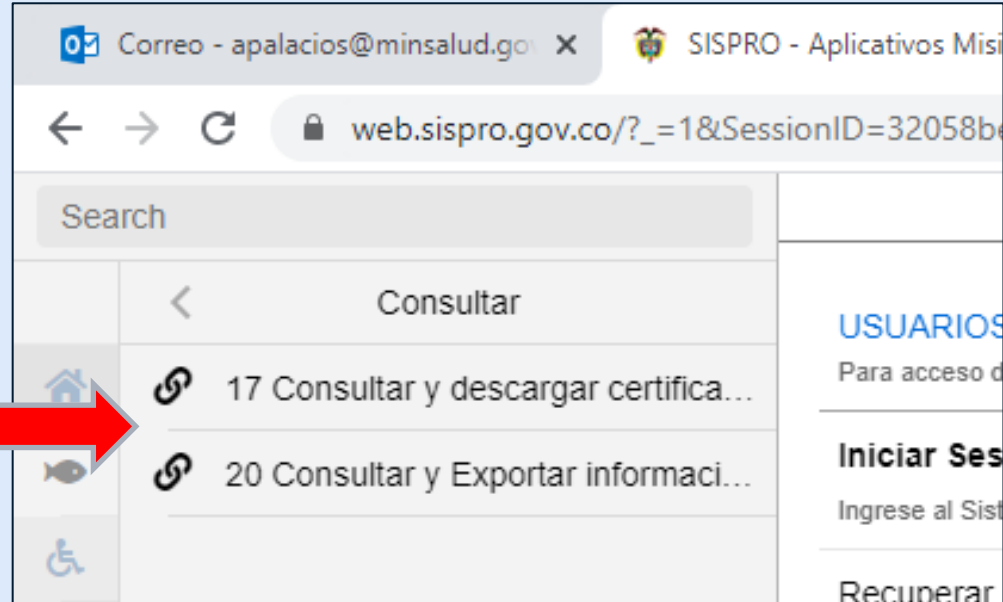 Correo - apalacios@minsalud.go
SISPRO - Aplicativos Misi
web.sispro.gov.co/?_=1&SessionID=32058be
Search
Consultar
17 Consultar y descargar certifica...
20 Consultar y Exportar informaci...
USUARIOS
Para acceso d
Iniciar Ses
Ingrese al Sist
Recuperar